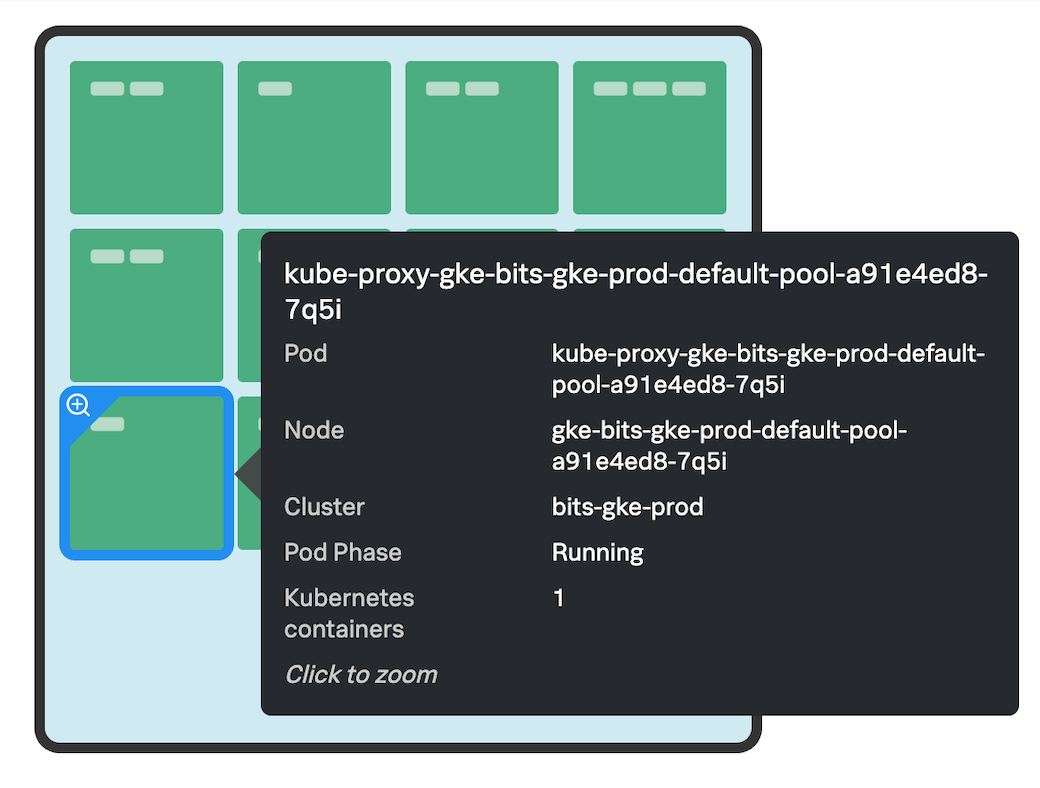 kube-proxy-gke-bits-gke-prod-default-pool-a91e4ed8-
7q5i
Pod kube-proxy-gke-bits-gke-prod-default-
pool-a91e4ed8-7q5i
Node gke-bits-gke-prod-default-pool-
a91e4ed8-7q5i
Cluster bits-gke-prod
Pod Phase Running
Kubernetes 1
containers
Click to zoom